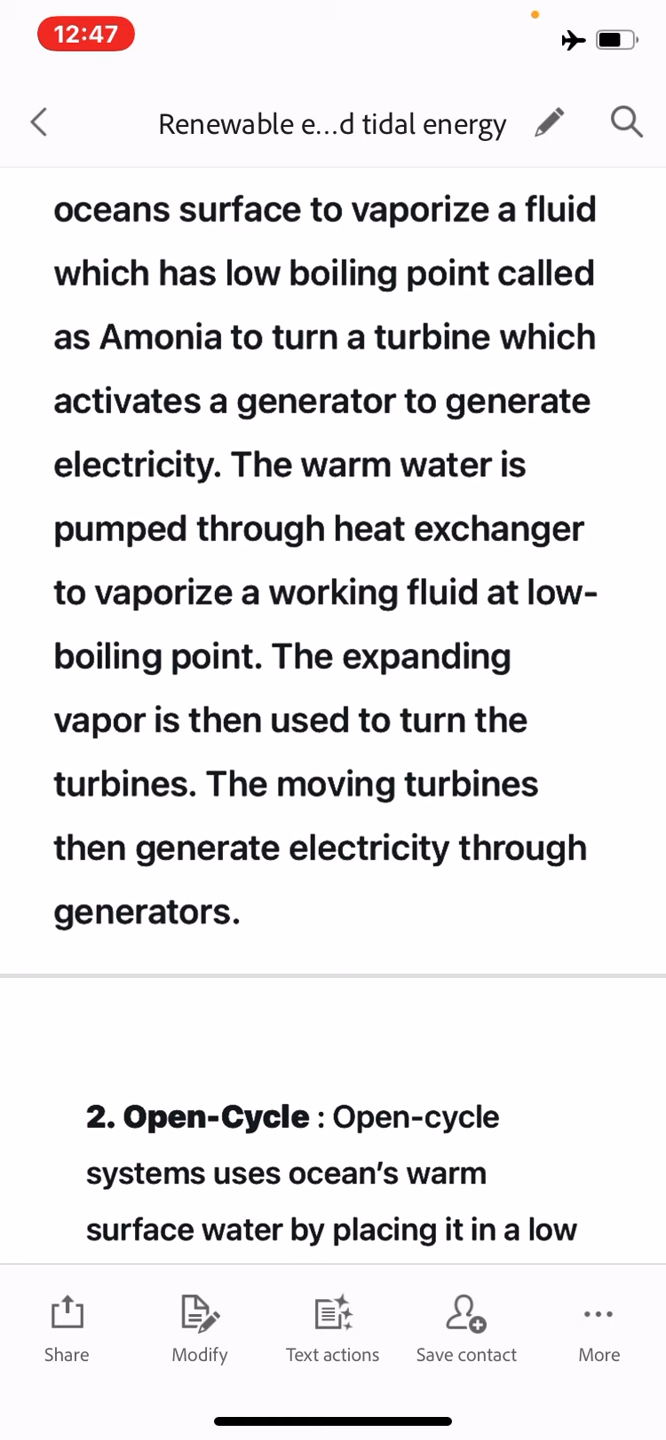 12:47
Renewable e...d tidal energy
oceans surface to vaporize a fluid
which has low boiling point called
as Amonia to turn a turbine which
activates a generator to generate
electricity. The warm water is
pumped through heat exchanger
to vaporize a working fluid at low-
boiling point. The expanding
vapor is then used to turn the
turbines. The moving turbines
then generate electricity through
generators.
2. Open-Cycle : Open-cycle
systems uses ocean's warm
surface water by placing it in a low
Share Modify Text actions Save contact More